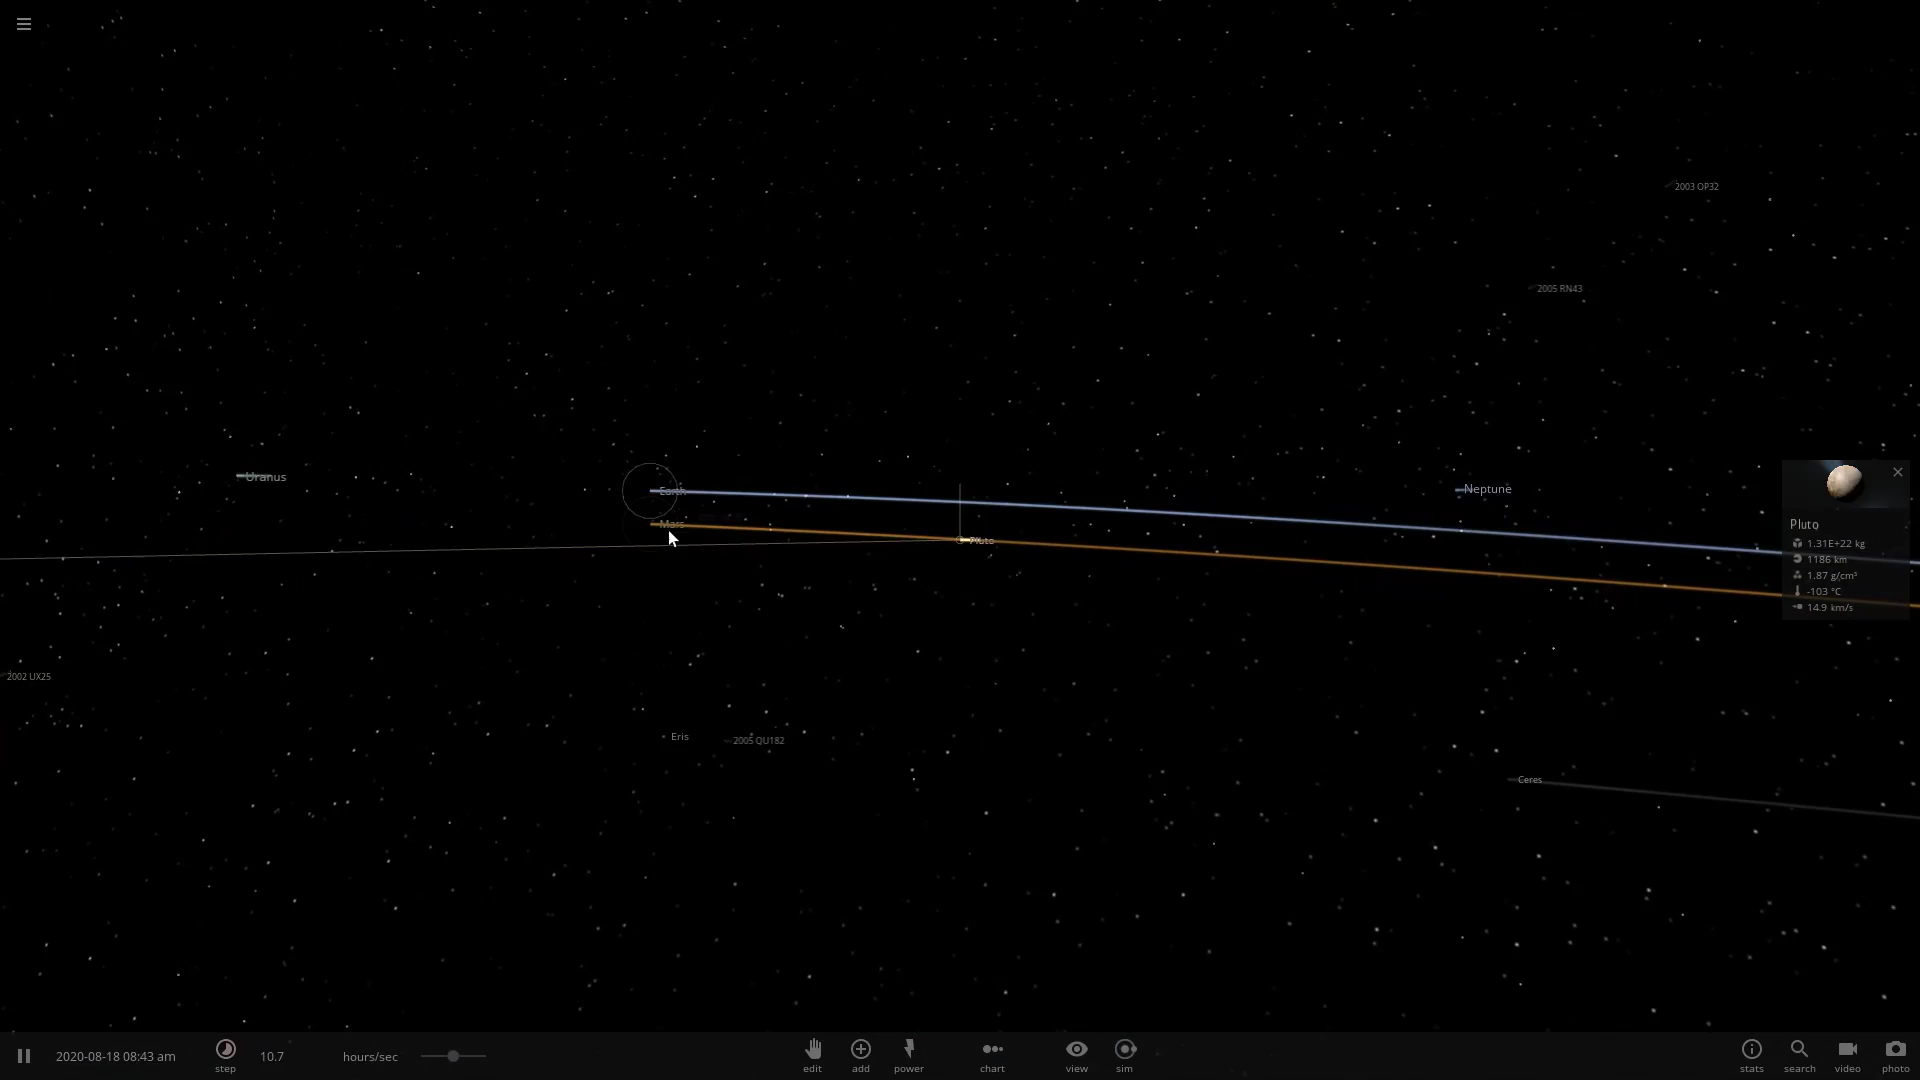 2003 OP32
2005 RN43
Uranus
Earth
Neptune
Mars
Pluto
Pluto
1.31E+22 kg
1186 km
1.87 g/cm³
-103 °C
14.9 km/s
2002 UX25
Eris
2005 QU182
Ceres
2020-08-18 08:43 am
step
10.7
hours/sec
edit
add
power
chart
view
sim
stats
search
video
photo